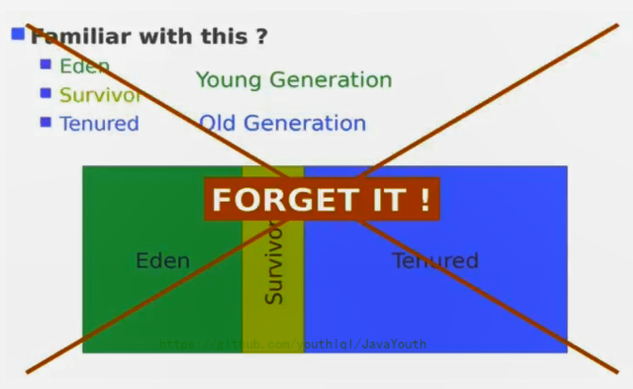 Familiar with this ?
Eden
Young Generation
Survivor
Tenured
Old Generation
FORGET IT !
Eden
Survivor
Tenured
https://github.com/youthlql/JavaYouth